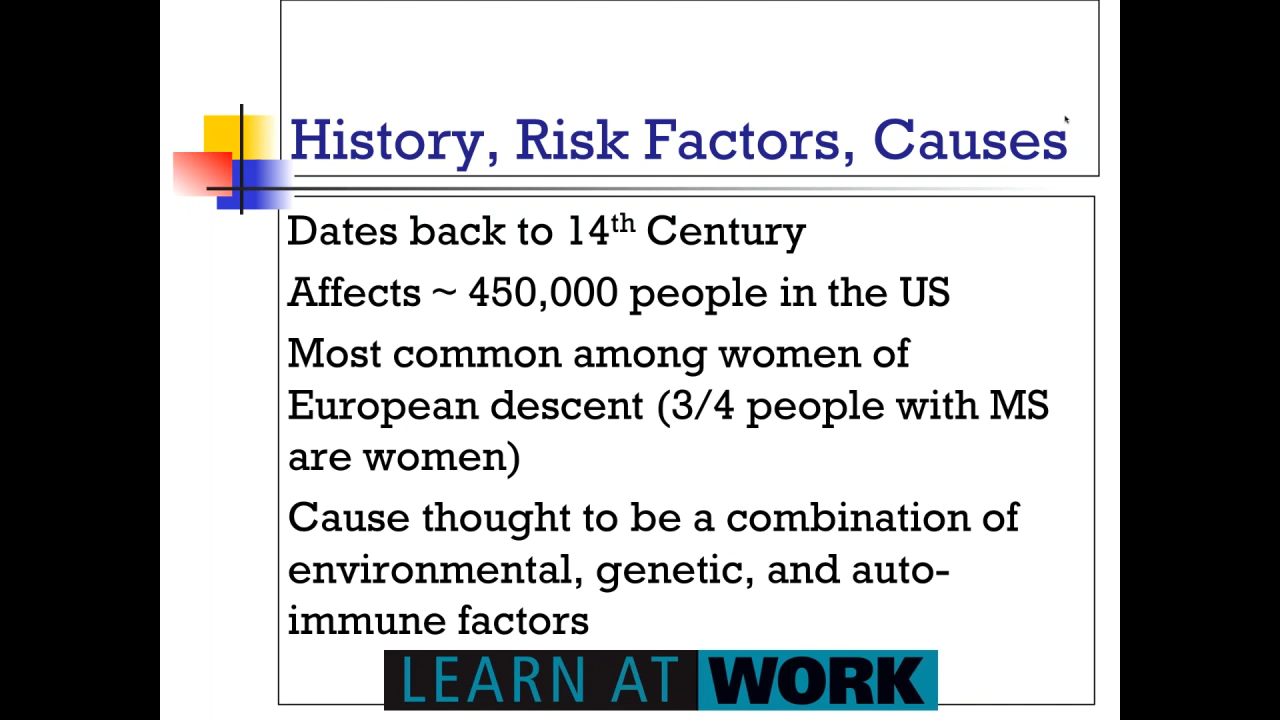 History, Risk Factors, Causes
Dates back to 14th Century
Affects ~ 450,000 people in the US
Most common among women of
European descent (3/4 people with MS
are women)
Cause thought to be a combination of
environmental, genetic, and auto-
immune factors
LEARN AT WORK